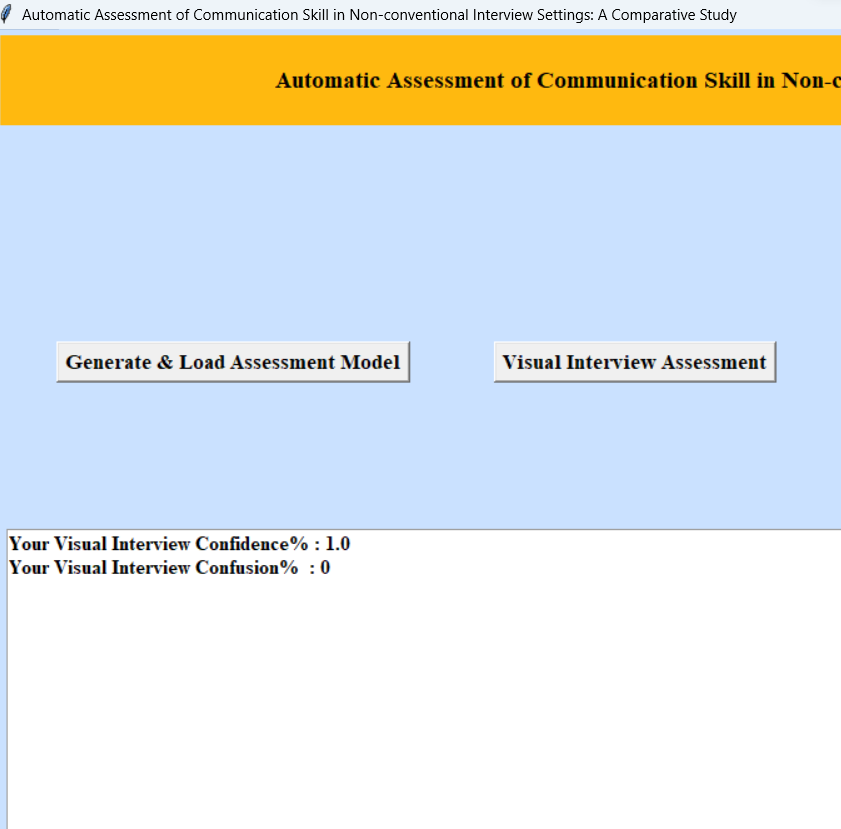 Automatic Assessment of Communication Skill in Non-conventional Interview Settings: A Comparative Study
Automatic Assessment of Communication Skill in Non-c
Generate & Load Assessment Model
Visual Interview Assessment
Your Visual Interview Confidence% : 1.0
Your Visual Interview Confusion%  : 0